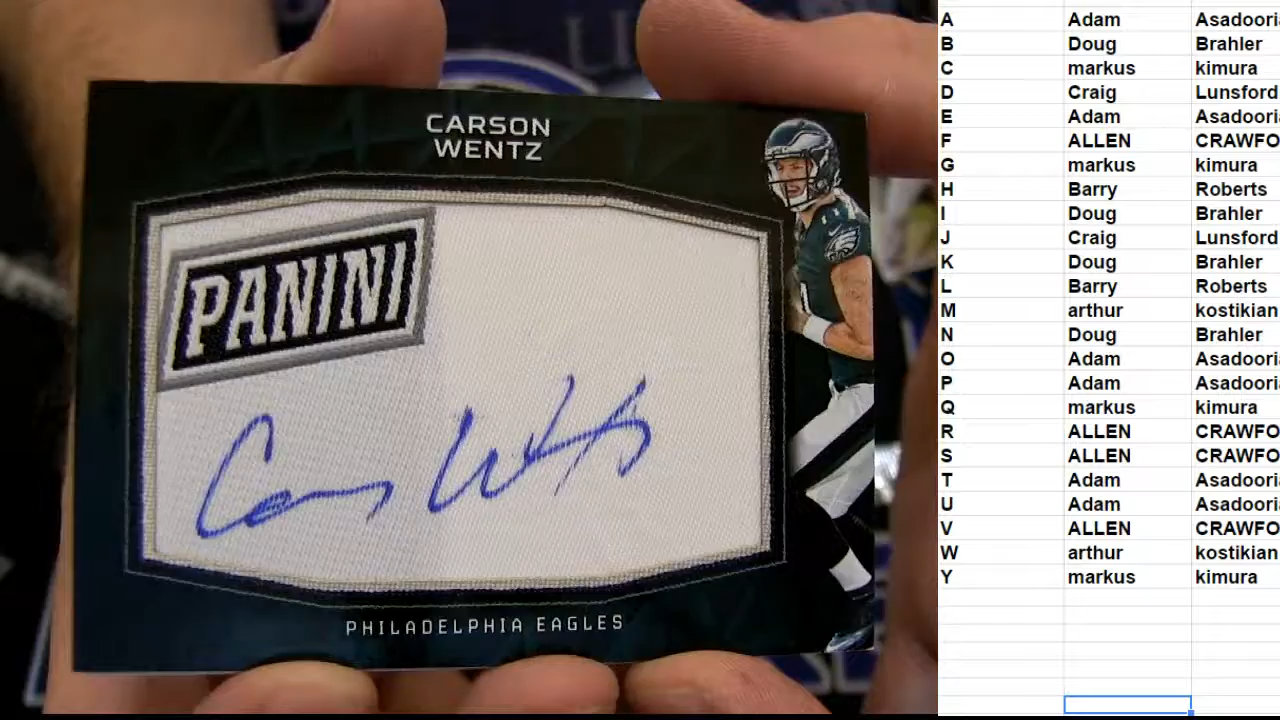 CARSON
WENTZ
PANINI
Carson Wentz
PHILADELPHIA EAGLES
A Adam
B Doug Brahler
C markus kimura
D Craig Lunsford
E Adam
F ALLEN
G markus kimura
H Barry Roberts
I Doug Brahler
J Craig Lunsford
K Doug Brahler
L Barry Roberts
M arthur kostikian
N Doug Brahler
O Adam
P Adam
Q markus kimura
R ALLEN
S ALLEN
T Adam
U Adam
V ALLEN
W arthur kostikian
Y markus kimura